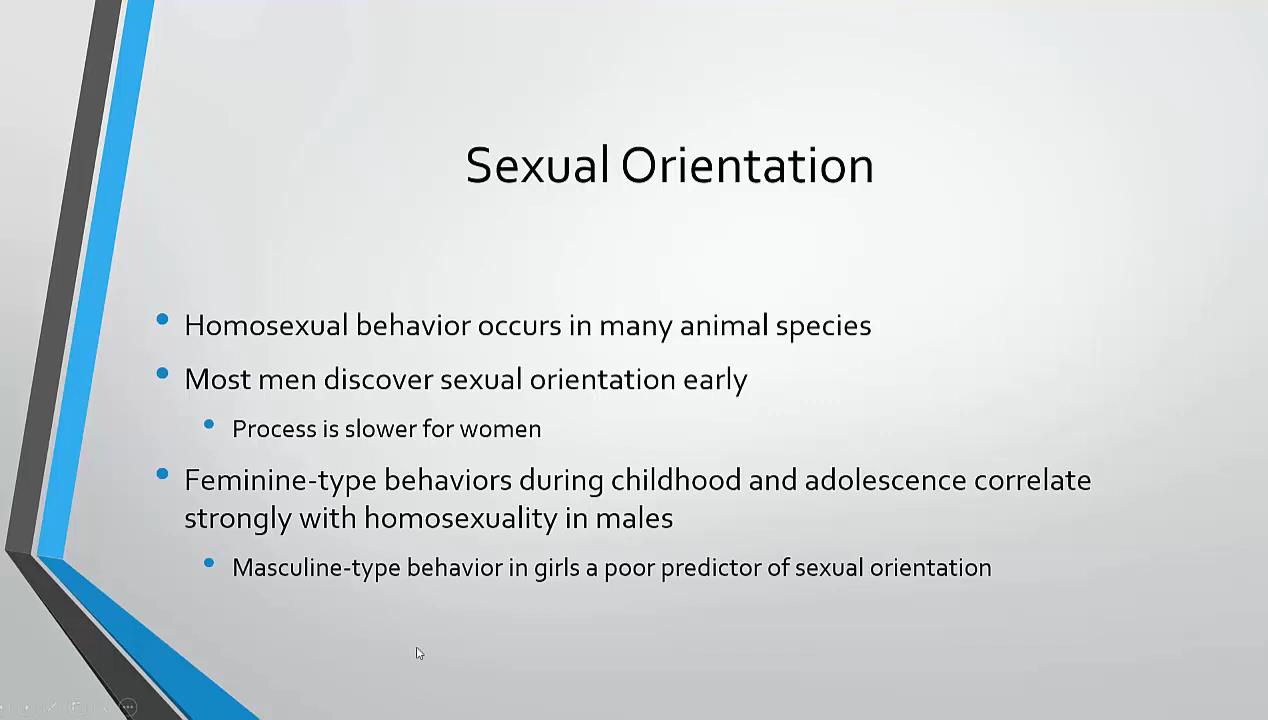 Sexual Orientation
Homosexual behavior occurs in many animal species
Most men discover sexual orientation early
Process is slower for women
Feminine-type behaviors during childhood and adolescence correlate
strongly with homosexuality in males
Masculine-type behavior in girls a poor predictor of sexual orientation